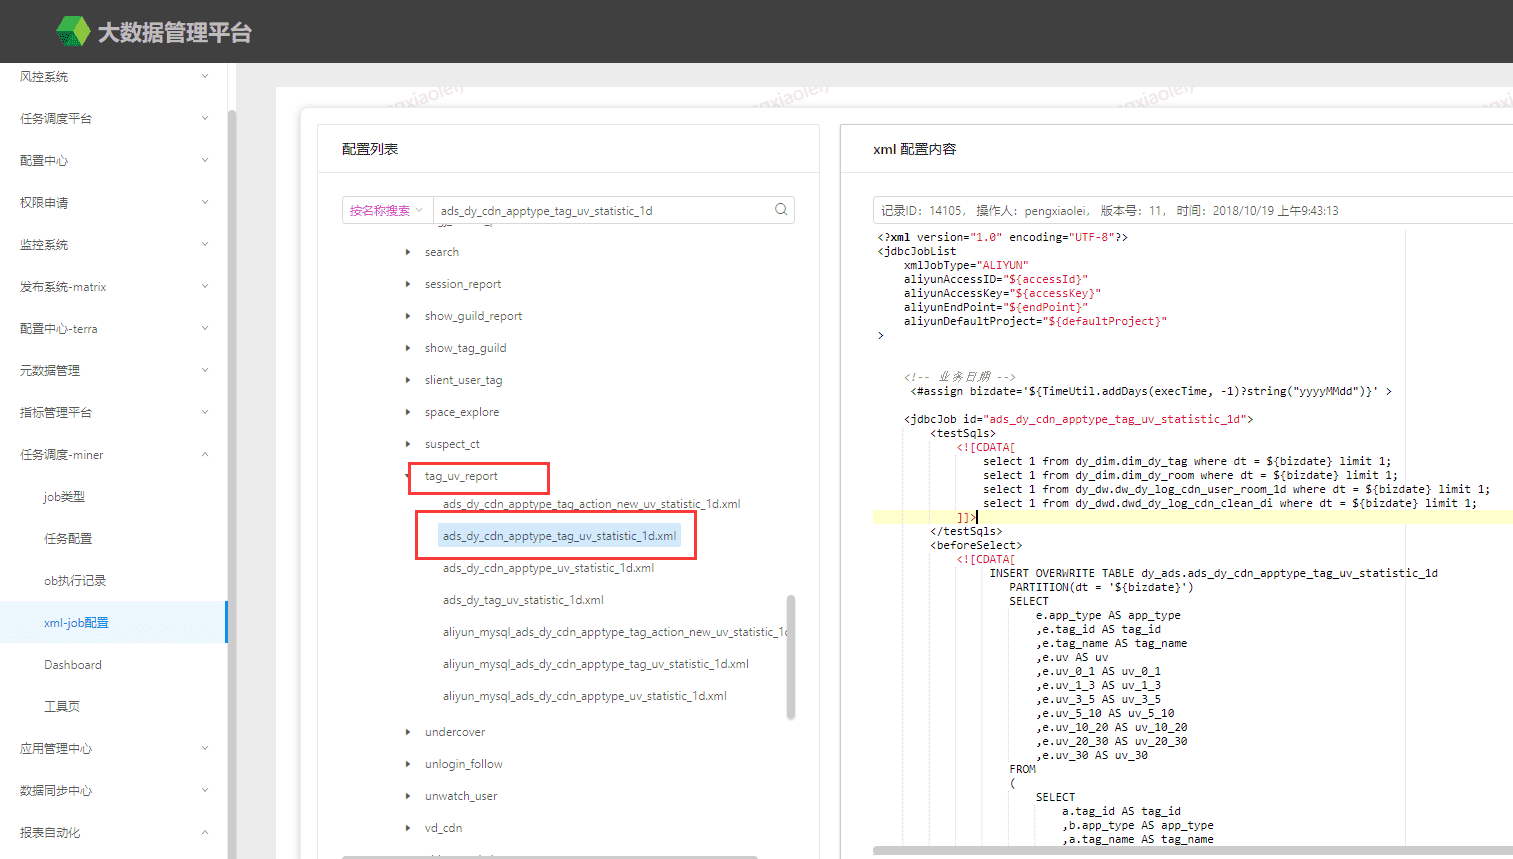 大数据管理平台
风控系统
任务调度平台
配置中心
权限申请
监控系统
发布系统-matrix
配置中心-terra
元数据管理
指标管理平台
任务调度-miner
job类型
任务配置
ob执行记录
xml-job配置
Dashboard
工具页
应用管理中心
数据同步中心
报表自动化
配置列表
按名称搜索
ads_dy_cdn_apptype_tag_uv_statistic_1d
search
session_report
show_guild_report
show_tag_guild
slient_user_tag
space_explore
suspect_ct
tag_uv_report
ads_dy_cdn_apptype_tag_action_new_uv_statistic_1d.xml
ads_dy_cdn_apptype_tag_uv_statistic_1d.xml
ads_dy_cdn_apptype_uv_statistic_1d.xml
ads_dy_tag_uv_statistic_1d.xml
aliyun_mysql_ads_dy_cdn_apptype_tag_action_new_uv_statistic_1d
aliyun_mysql_ads_dy_cdn_apptype_tag_uv_statistic_1d.xml
aliyun_mysql_ads_dy_cdn_apptype_uv_statistic_1d.xml
undercover
unlogin_follow
unwatch_user
vd_cdn
xml 配置内容
记录ID: 14105, 操作人: pengxiaolei, 版本号: 11, 时间: 2018/10/19 上午9:43:13
<?xml version="1.0" encoding="UTF-8"?>
<jdbcJobList
xmlJobType="ALIYUN"
aliyunAccessID="${accessId}"
aliyunAccessKey="${accessKey}"
aliyunEndPoint="${endPoint}"
aliyunDefaultProject="${defaultProject}"
>
<!-- 业务日期 -->
<#assign bizdate='${TimeUtil.addDays(execTime, -1)?string("yyyyMMdd")}' >
<jdbcJob id="ads_dy_cdn_apptype_tag_uv_statistic_1d">
<testSqls>
<![CDATA[
select 1 from dy_dim.dim_dy_tag where dt = ${bizdate} limit 1;
select 1 from dy_dim.dim_dy_room where dt = ${bizdate} limit 1;
select 1 from dy_dw.dw_dy_log_cdn_user_room_1d where dt = ${bizdate} limit 1;
select 1 from dy_dwd.dwd_dy_log_cdn_clean_di where dt = ${bizdate} limit 1;
]]>
</testSqls>
<beforeSelect>
<![CDATA[
INSERT OVERWRITE TABLE dy_ads.ads_dy_cdn_apptype_tag_uv_statistic_1d
PARTITION(dt = '${bizdate}')
SELECT
e.app_type AS app_type
,e.tag_id AS tag_id
,e.tag_name AS tag_name
,e.uv AS uv
,e.uv_0_1 AS uv_0_1
,e.uv_1_3 AS uv_1_3
,e.uv_3_5 AS uv_3_5
,e.uv_5_10 AS uv_5_10
,e.uv_10_20 AS uv_10_20
,e.uv_20_30 AS uv_20_30
,e.uv_30 AS uv_30
FROM
(
SELECT
a.tag_id AS tag_id
,b.app_type AS app_type
,a.tag_name AS tag_name